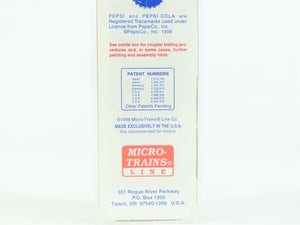 PEPSI and PEPSI COLA are
Registered Trademarks used under
License from PepsiCo., Inc.
©PepsiCo., Inc 1999
See inside box for coupler testing pro-
cedures and, in some cases, further
painting and assembly hints.
PATENT NUMBERS
Other Patents Pending
©1999 Micro-Trains® Line Co.
MADE EXCLUSIVELY IN THE U.S.A.
Not recommended for minors
MICRO-
TRAINS®
LINE
351 Rogue River Parkway
P.O. Box 1200
Talent, OR 97540-1200
U.S.A.